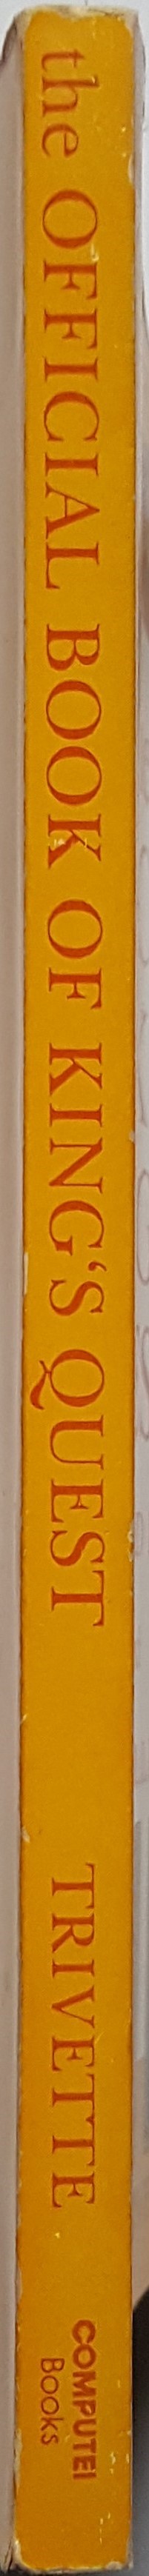 the OFFICIAL BOOK OF KING'S QUEST
TRIVETTE
COMPUTE!
Books